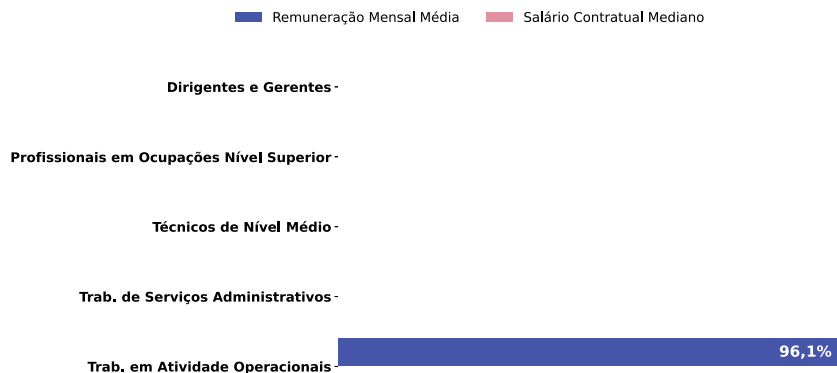 Remuneração Mensal Média Salário Contratual Mediano
Dirigentes e Gerentes
Profissionais em Ocupações Nível Superior
Técnicos de Nível Médio
Trab. de Serviços Administrativos
96,1%
Trab. em Atividade Operacionais